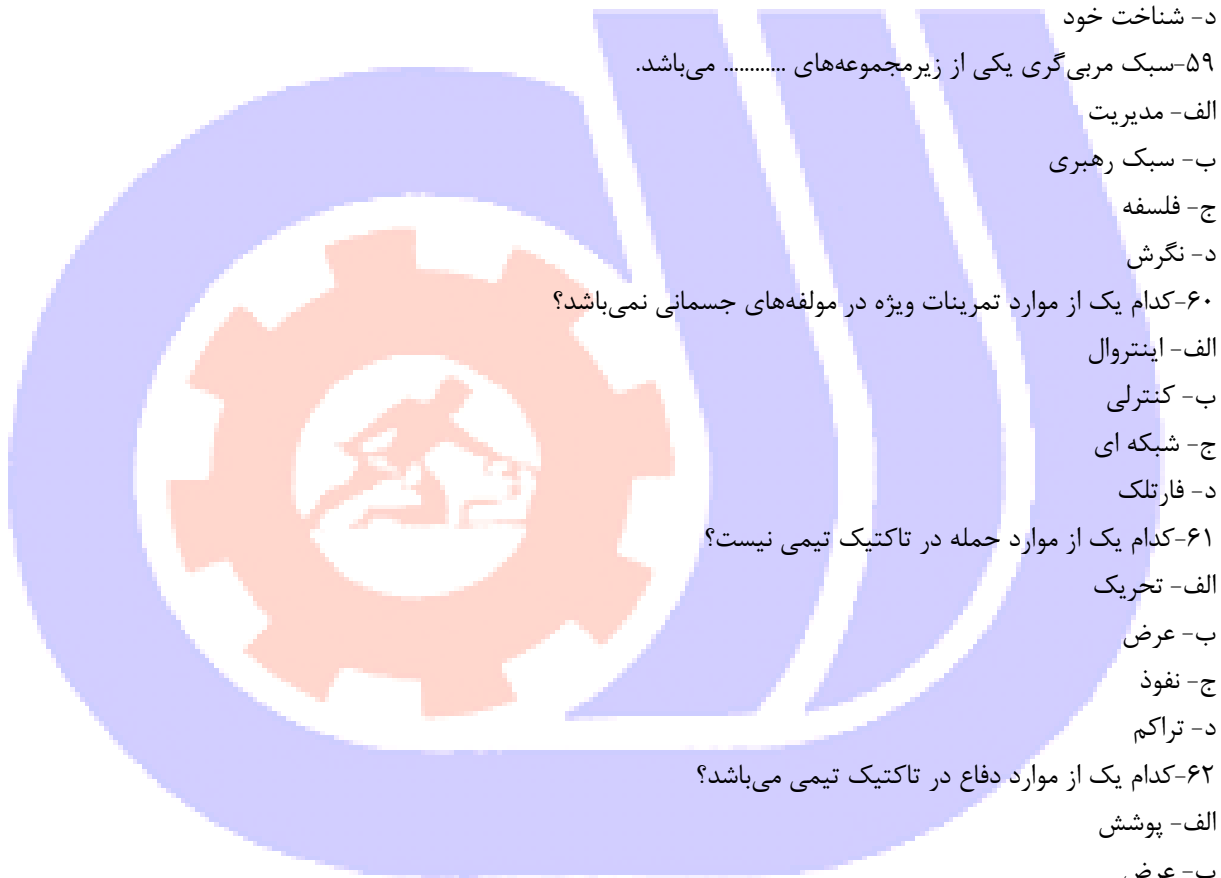 د- شناخت خود
۵۹-سبک مربی‌گری یکی از زیرمجموعه‌های ............ می‌باشد.
الف- مدیریت
ب- سبک رهبری
ج- فلسفه
د- نگرش
۶۰-کدام یک از موارد تمرینات ویژه در مولفه‌های جسمانی نمی‌باشد؟
الف- اینتروال
ب- کنترلی
ج- شبکه ای
د- فارتلک
۶۱-کدام یک از موارد حمله در تاکتیک تیمی نیست؟
الف- تحریک
ب- عرض
ج- نفوذ
د- تراکم
۶۲-کدام یک از موارد دفاع در تاکتیک تیمی می‌باشد؟
الف- پوشش
ب- عرض